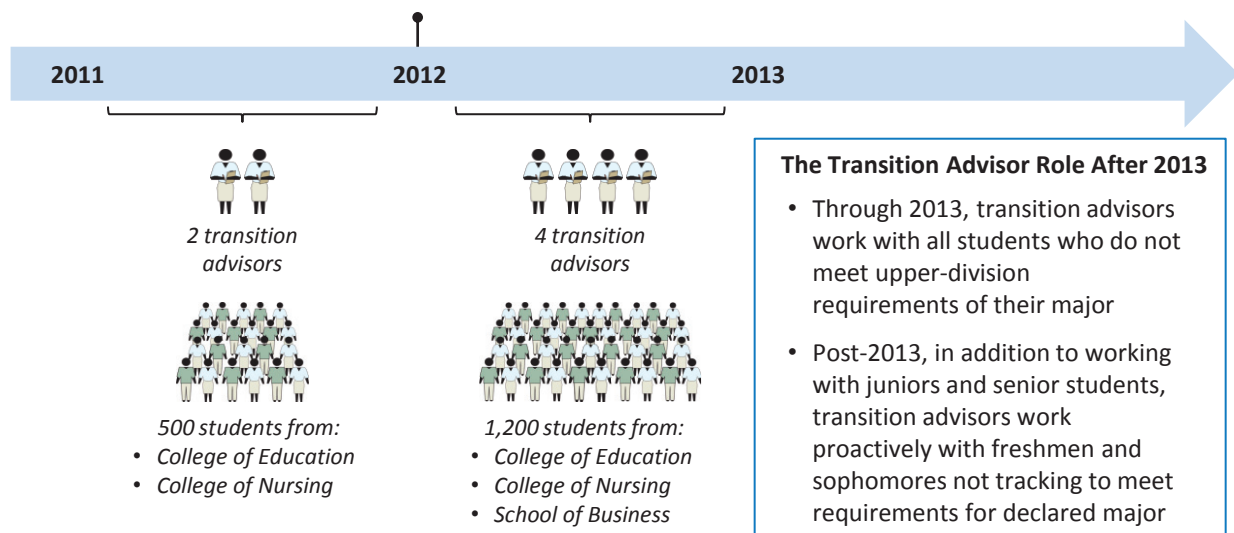 2011
2012
2013
2 transition
advisors
500 students from:
• College of Education
• College of Nursing
4 transition
advisors
1,200 students from:
• College of Education
• College of Nursing
• School of Business
The Transition Advisor Role After 2013
• Through 2013, transition advisors
work with all students who do not
meet upper-division
requirements of their major
• Post-2013, in addition to working
with juniors and senior students,
transition advisors work
proactively with freshmen and
sophomores not tracking to meet
requirements for declared major